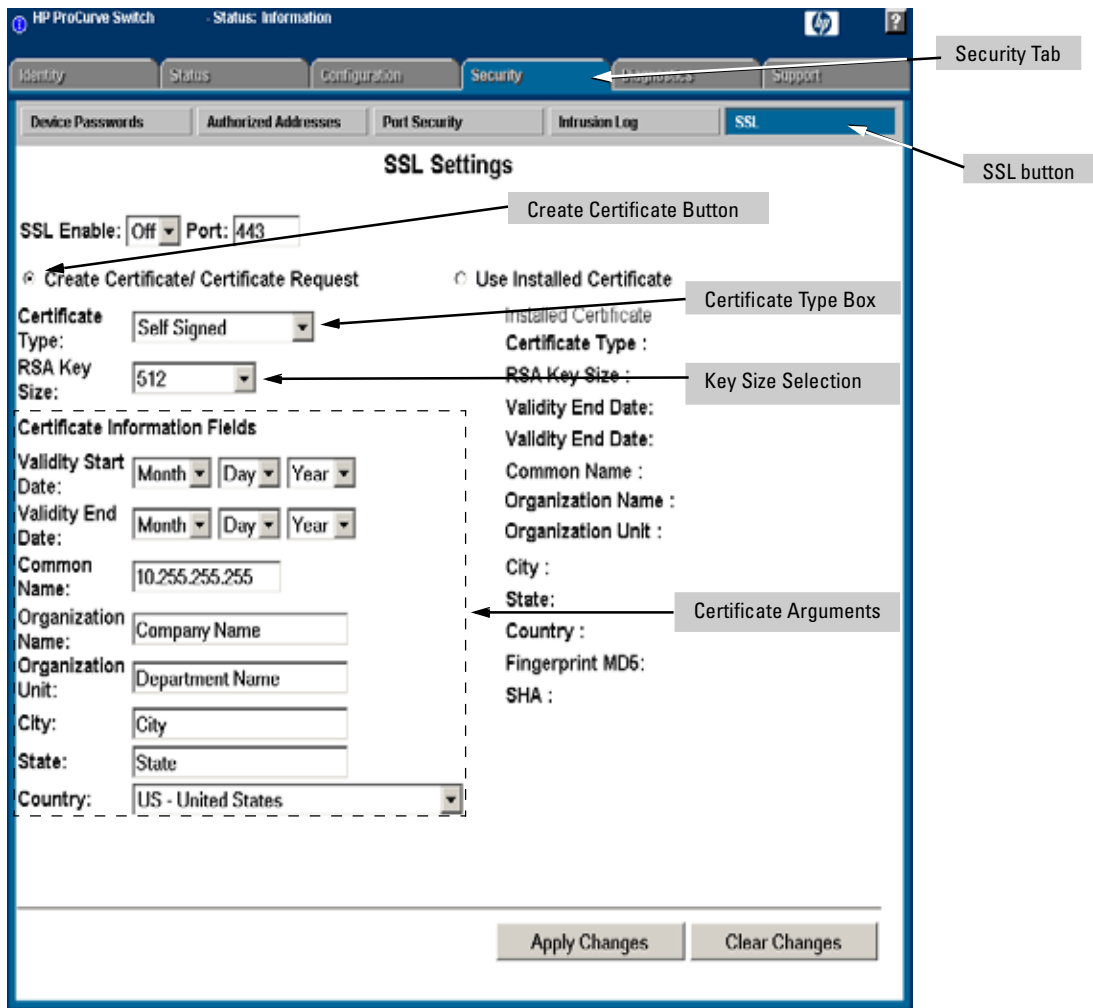 HP ProCurve Switch - Status: Information
hp
?
Identity Status Configuration Security Diagnostics Support
Security Tab
Device Passwords Authorized Addresses Port Security Intrusion Log SSL
SSL button
SSL Settings
Create Certificate Button
SSL Enable: Off Port: 443
Create Certificate/ Certificate Request
Use Installed Certificate
Certificate Type: Self Signed
Certificate Type Box
RSA Key Size: 512
Key Size Selection
Certificate Information Fields
Validity Start Date: Month Day Year
Validity End Date: Month Day Year
Common Name: 10.255.255.255
Organization Name: Company Name
Organization Unit: Department Name
City: City
State: State
Country: US - United States
Certificate Arguments
Installed Certificate
Certificate Type :
RSA Key Size :
Validity End Date:
Validity End Date:
Common Name :
Organization Name :
Organization Unit :
City :
State:
Country :
Fingerprint MD5:
SHA :
Apply Changes
Clear Changes